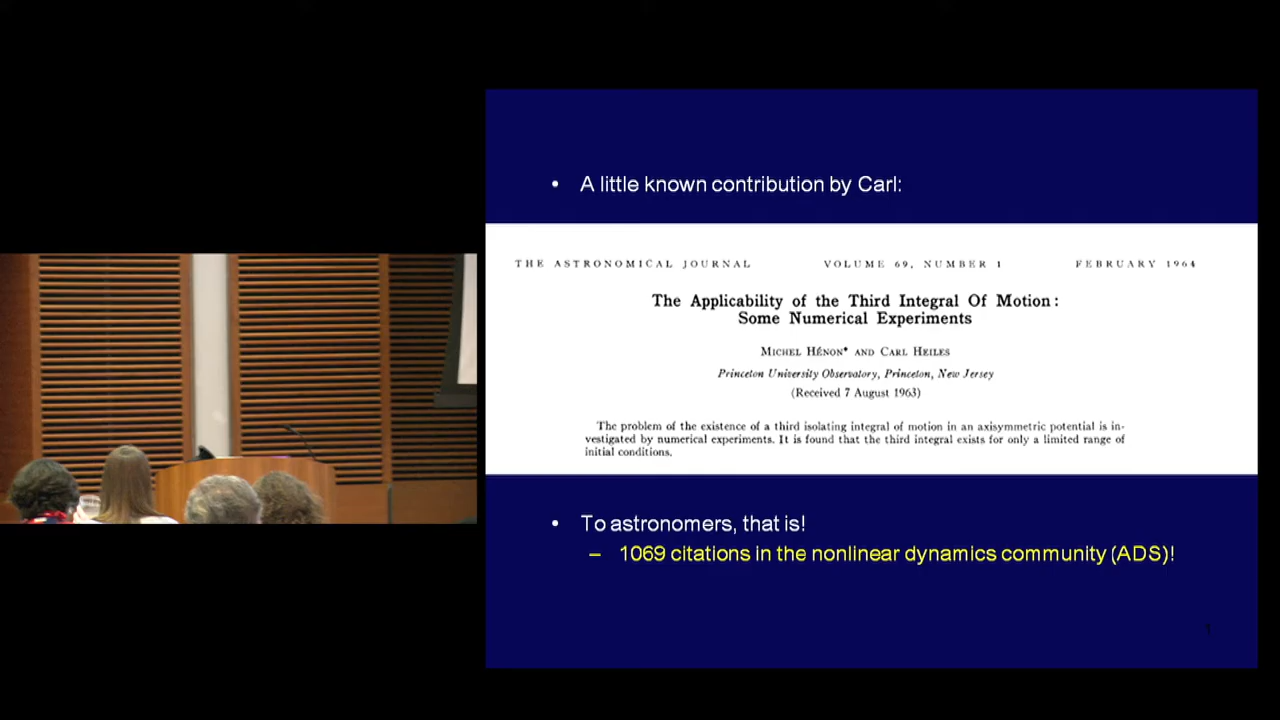 • A little known contribution by Carl:
THE ASTRONOMICAL JOURNAL VOLUME 69, NUMBER 1 FEBRUARY 1964
The Applicability of the Third Integral Of Motion:
Some Numerical Experiments
MICHEL HÉNON* AND CARL HEILES
Princeton University Observatory, Princeton, New Jersey
(Received 7 August 1963)
The problem of the existence of a third isolating integral of motion in an axisymmetric potential is in-
vestigated by numerical experiments. It is found that the third integral exists for only a limited range of
initial conditions.
• To astronomers, that is!
– 1069 citations in the nonlinear dynamics community (ADS)!
1